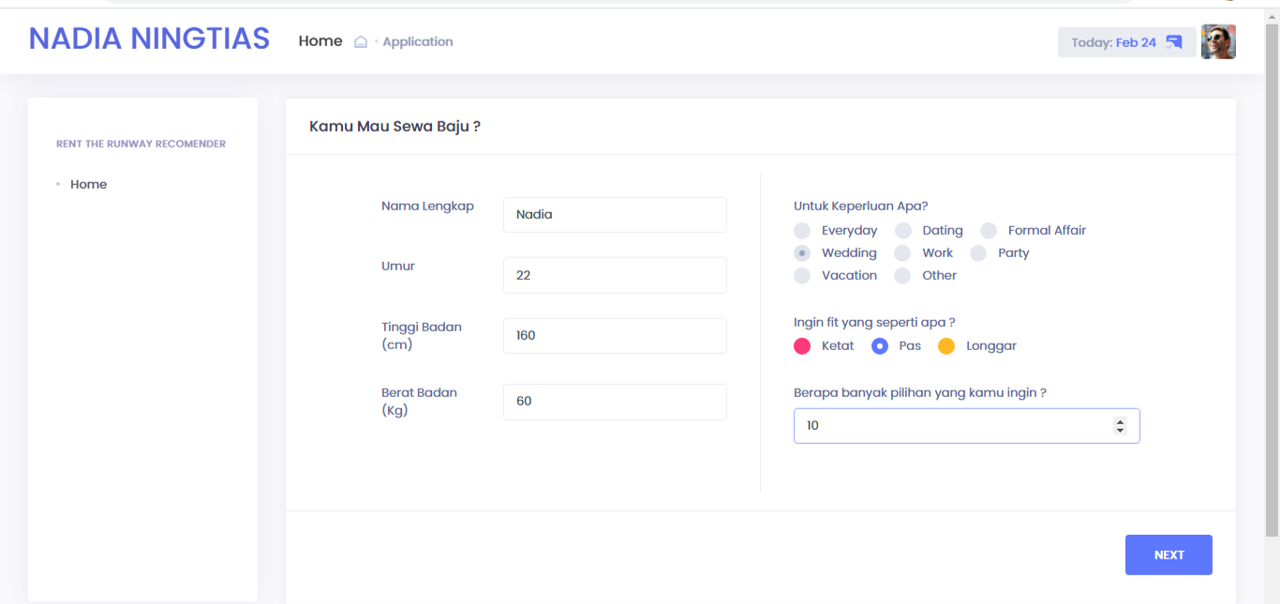 NADIA NINGTIAS
Home Application
Today: Feb 24
RENT THE RUNWAY RECOMENDER
Home
Kamu Mau Sewa Baju ?
Nama Lengkap
Nadia
Umur
22
Tinggi Badan
(cm)
160
Berat Badan
(Kg)
60
Untuk Keperluan Apa?
Everyday Dating Formal Affair
Wedding Work Party
Vacation Other
Ingin fit yang seperti apa ?
Ketat Pas Longgar
Berapa banyak pilihan yang kamu ingin ?
10
NEXT